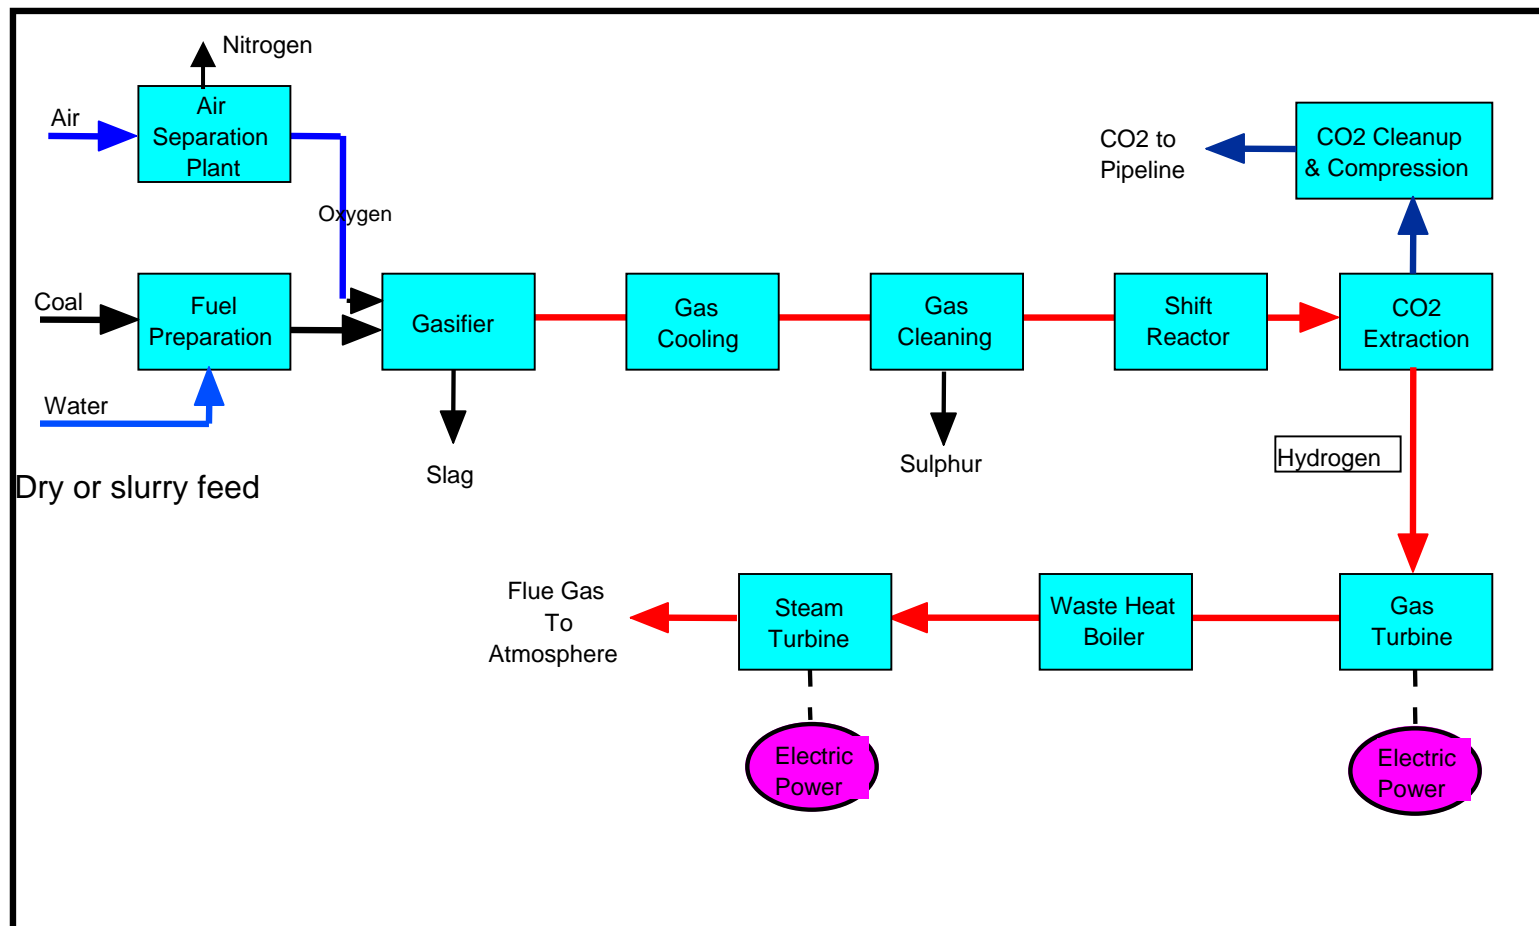 Nitrogen
Air
Air
Separation
Plant
Oxygen
CO2 to
Pipeline
CO2 Cleanup
& Compression
Coal
Fuel
Preparation
Gasifier
Gas
Cooling
Gas
Cleaning
Shift
Reactor
CO2
Extraction
Water
Slag
Sulphur
Hydrogen
Dry or slurry feed
Flue Gas
To
Atmosphere
Steam
Turbine
Waste Heat
Boiler
Gas
Turbine
Electric
Power
Electric
Power